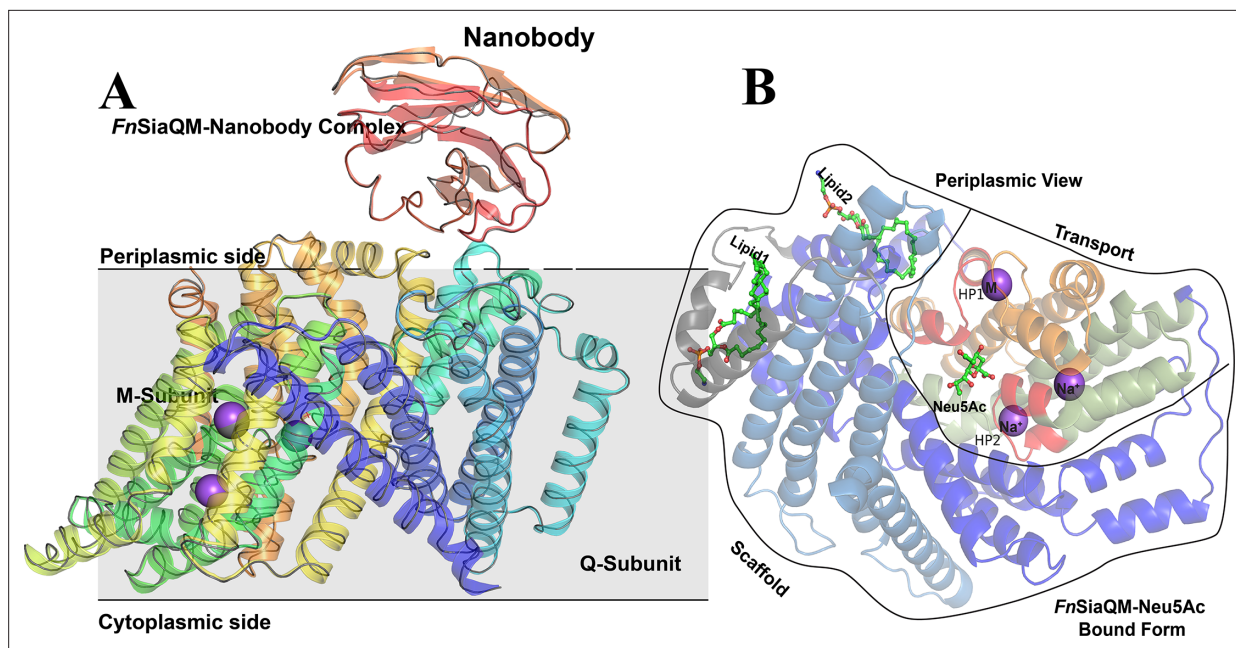 Nanobody
A
FnSiaQM-Nanobody Complex
Periplasmic side
M-Subunit
Q-Subunit
Cytoplasmic side
B
Periplasmic View
Lipid2
Lipid1
Transport
HP1
M
Neu5Ac
Na⁺
Na⁺
HP2
Scaffold
FnSiaQM-Neu5Ac
Bound Form